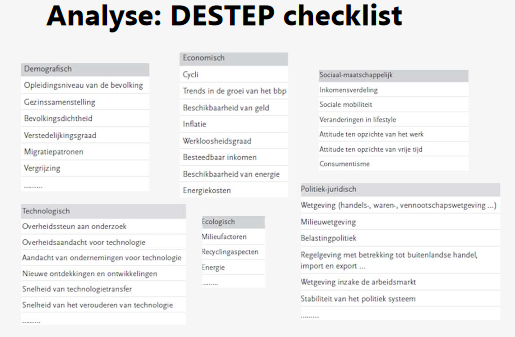 Analyse: DESTEP checklist
Demografisch
Opleidingsniveau van de bevolking
Gezinssamenstelling
Bevolkingsdichtheid
Verstedelijkingsgraad
Migratiepatronen
Vergrijzing
..........
Economisch
Cycli
Trends in de groei van het bbp
Beschikbaarheid van geld
Inflatie
Werkloosheidsgraad
Besteedbaar inkomen
Beschikbaarheid van energie
Energiekosten
Sociaal-maatschappelijk
Inkomensverdeling
Sociale mobiliteit
Veranderingen in lifestyle
Attitude ten opzichte van het werk
Attitude ten opzichte van vrije tijd
Consumentisme
Technologisch
Overheidssteun aan onderzoek
Overheidsaandacht voor technologie
Aandacht van ondernemingen voor technologie
Nieuwe ontdekkingen en ontwikkelingen
Snelheid van technologietransfer
Snelheid van het verouderen van technologie
..........
Ecologisch
Milieufactoren
Recyclingaspecten
Energie
..........
Politiek-juridisch
Wetgeving (handels-, waren-, vennootschapswetgeving ...)
Milieuwetgeving
Belastingpolitiek
Regelgeving met betrekking tot buitenlandse handel,
import en export ...
Wetgeving inzake de arbeidsmarkt
Stabiliteit van het politiek systeem
..........